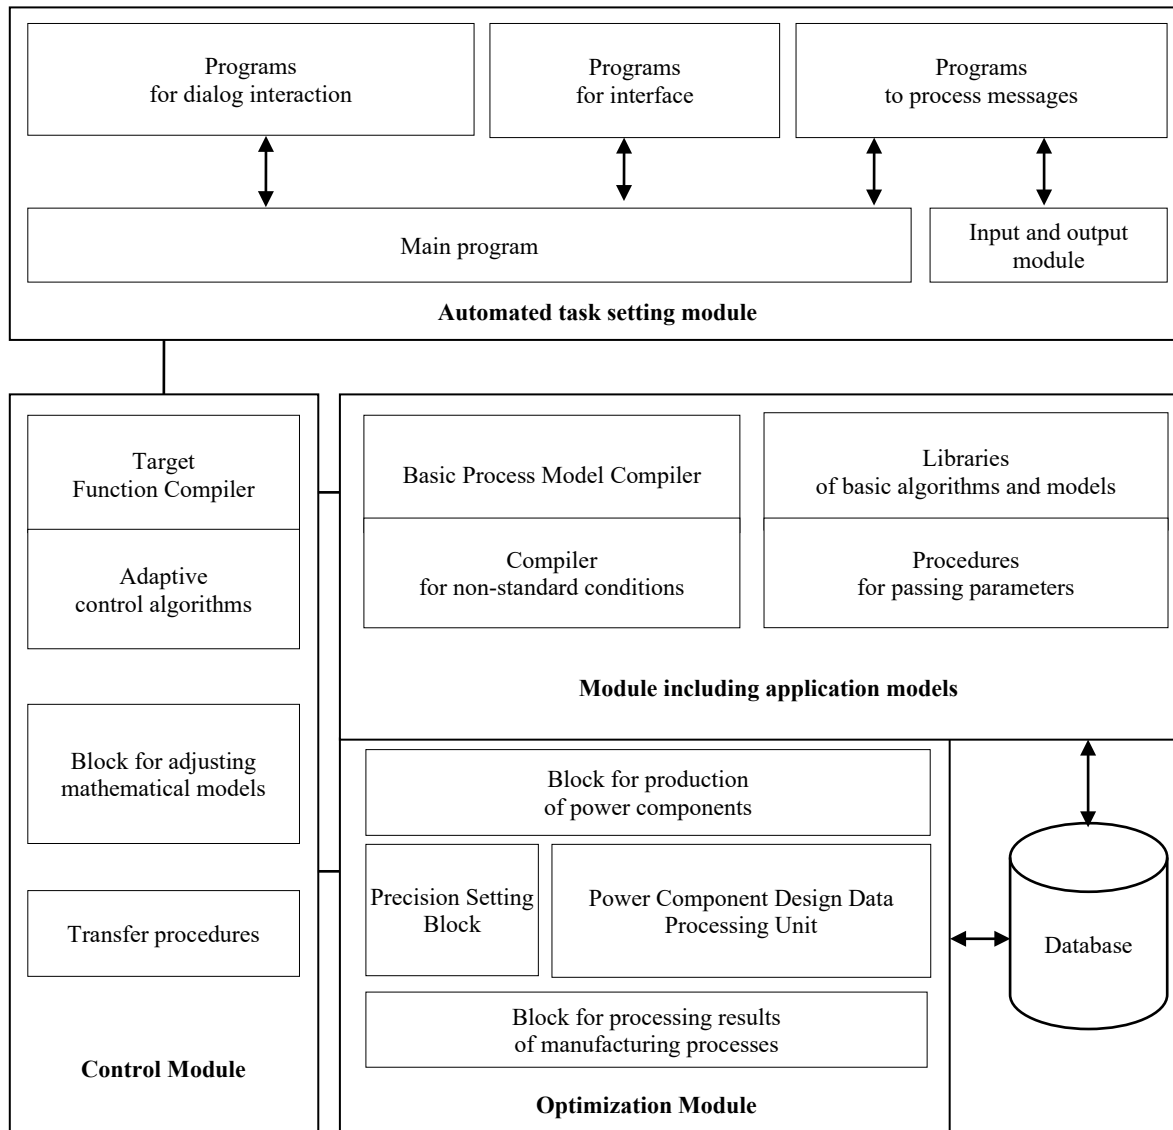 Programs
for dialog interaction
Programs
for interface
Programs
to process messages
Main program
Input and output
module
Automated task setting module
Target
Function Compiler
Adaptive
control algorithms
Block for adjusting
mathematical models
Transfer procedures
Control Module
Basic Process Model Compiler
Libraries
of basic algorithms and models
Compiler
for non-standard conditions
Procedures
for passing parameters
Module including application models
Block for production
of power components
Precision Setting
Block
Power Component Design Data
Processing Unit
Block for processing results
of manufacturing processes
Optimization Module
Database